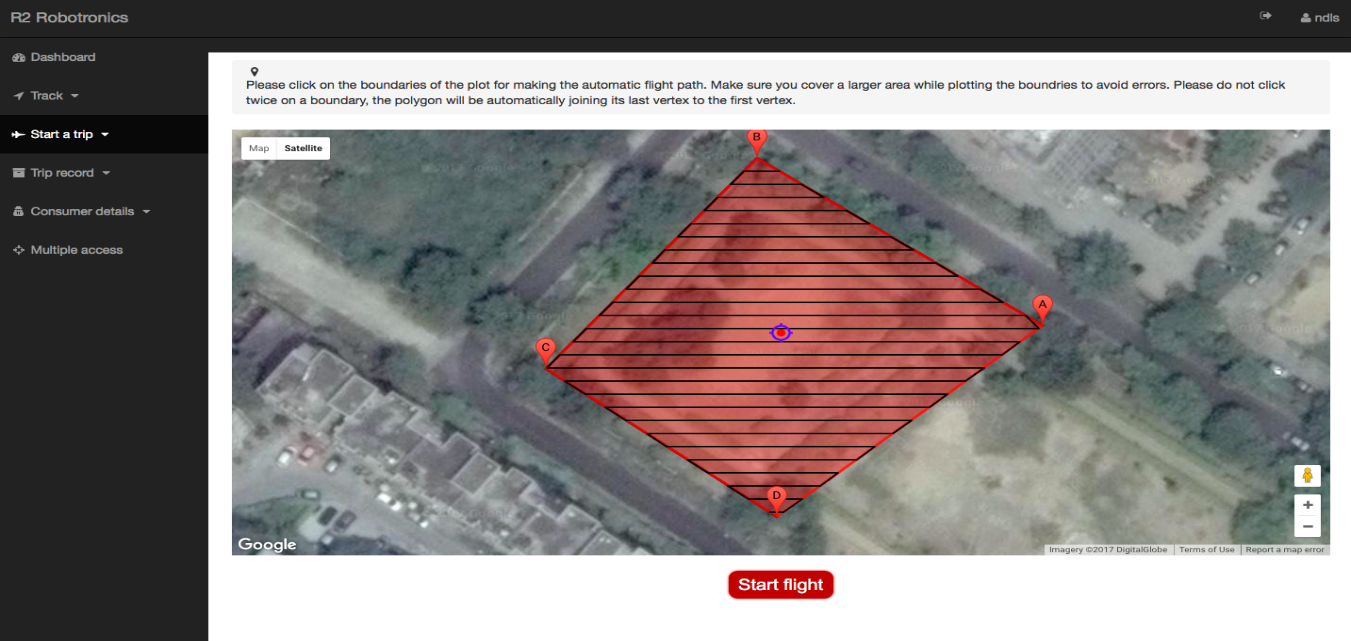 R2 Robotronics
ndls
Dashboard
Track
Start a trip
Trip record
Consumer details
Multiple access
Please click on the boundaries of the plot for making the automatic flight path. Make sure you cover a larger area while plotting the boundries to avoid errors. Please do not click
twice on a boundary, the polygon will be automatically joining its last vertex to the first vertex.
Map Satellite
B
A
C
D
Google
Imagery ©2017 DigitalGlobe Terms of Use Report a map error
Start flight